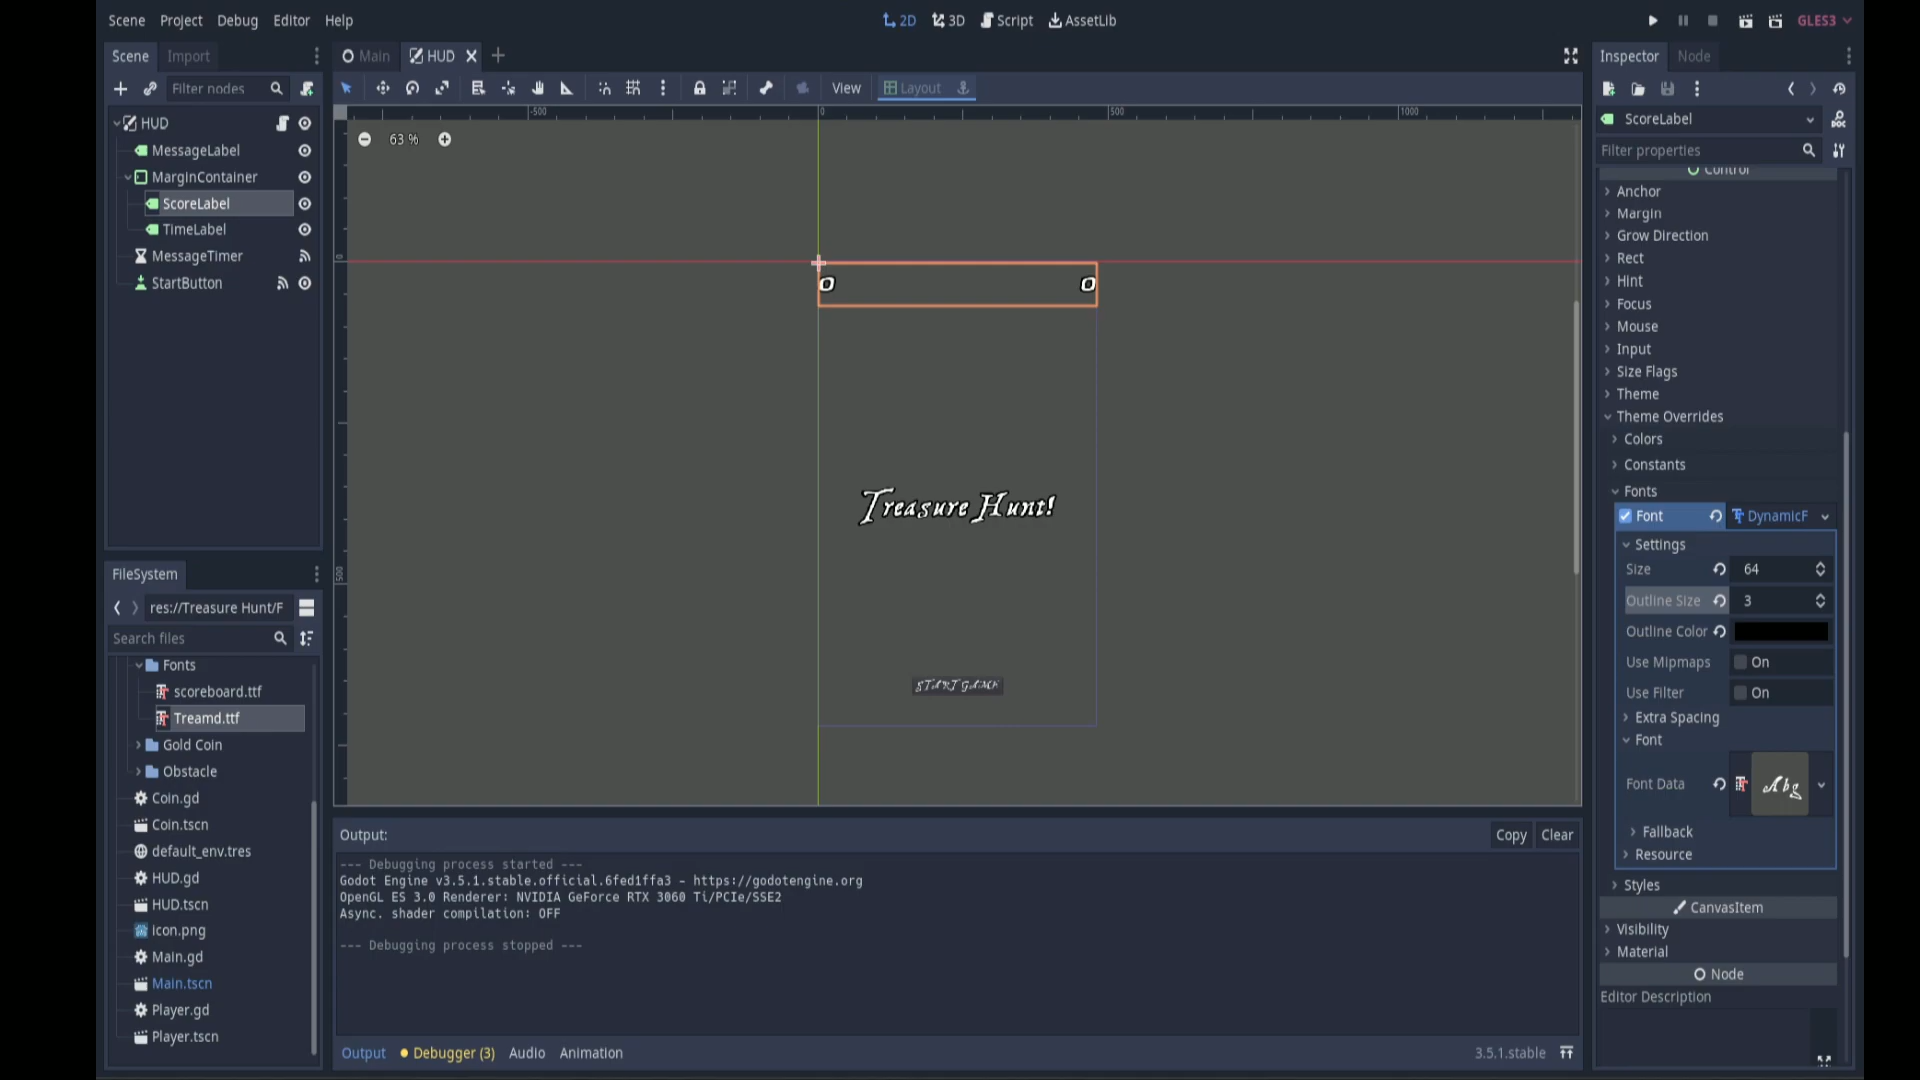 Scene Project Debug Editor Help
2D 3D Script AssetLib
GLES3
Scene Import
Main HUD
Inspector Node
Filter nodes
View Layout
HUD
MessageLabel
MarginContainer
ScoreLabel
TimeLabel
MessageTimer
StartButton
FileSystem
res://Treasure Hunt/F
Search files
Fonts
scoreboard.ttf
Treamd.ttf
Gold Coin
Obstacle
Coin.gd
Coin.tscn
default_env.tres
HUD.gd
HUD.tscn
icon.png
Main.gd
Main.tscn
Player.gd
Player.tscn
-500 0 500 1000
63 %
0
500
0 0
Treasure Hunt!
START GAME
Output:
Copy Clear
--- Debugging process started ---
Godot Engine v3.5.1.stable.official.6fed1ffa3 - https://godotengine.org
OpenGL ES 3.0 Renderer: NVIDIA GeForce RTX 3060 Ti/PCIe/SSE2
Async. shader compilation: OFF
--- Debugging process stopped ---
Output Debugger (3) Audio Animation
3.5.1.stable
ScoreLabel
Filter properties
Control
Anchor
Margin
Grow Direction
Rect
Hint
Focus
Mouse
Input
Size Flags
Theme
Theme Overrides
Colors
Constants
Fonts
Font DynamicF
Settings
Size 64
Outline Size 3
Outline Color
Use Mipmaps On
Use Filter On
Extra Spacing
Font
Font Data Abg
Fallback
Resource
Styles
CanvasItem
Visibility
Material
Node
Editor Description